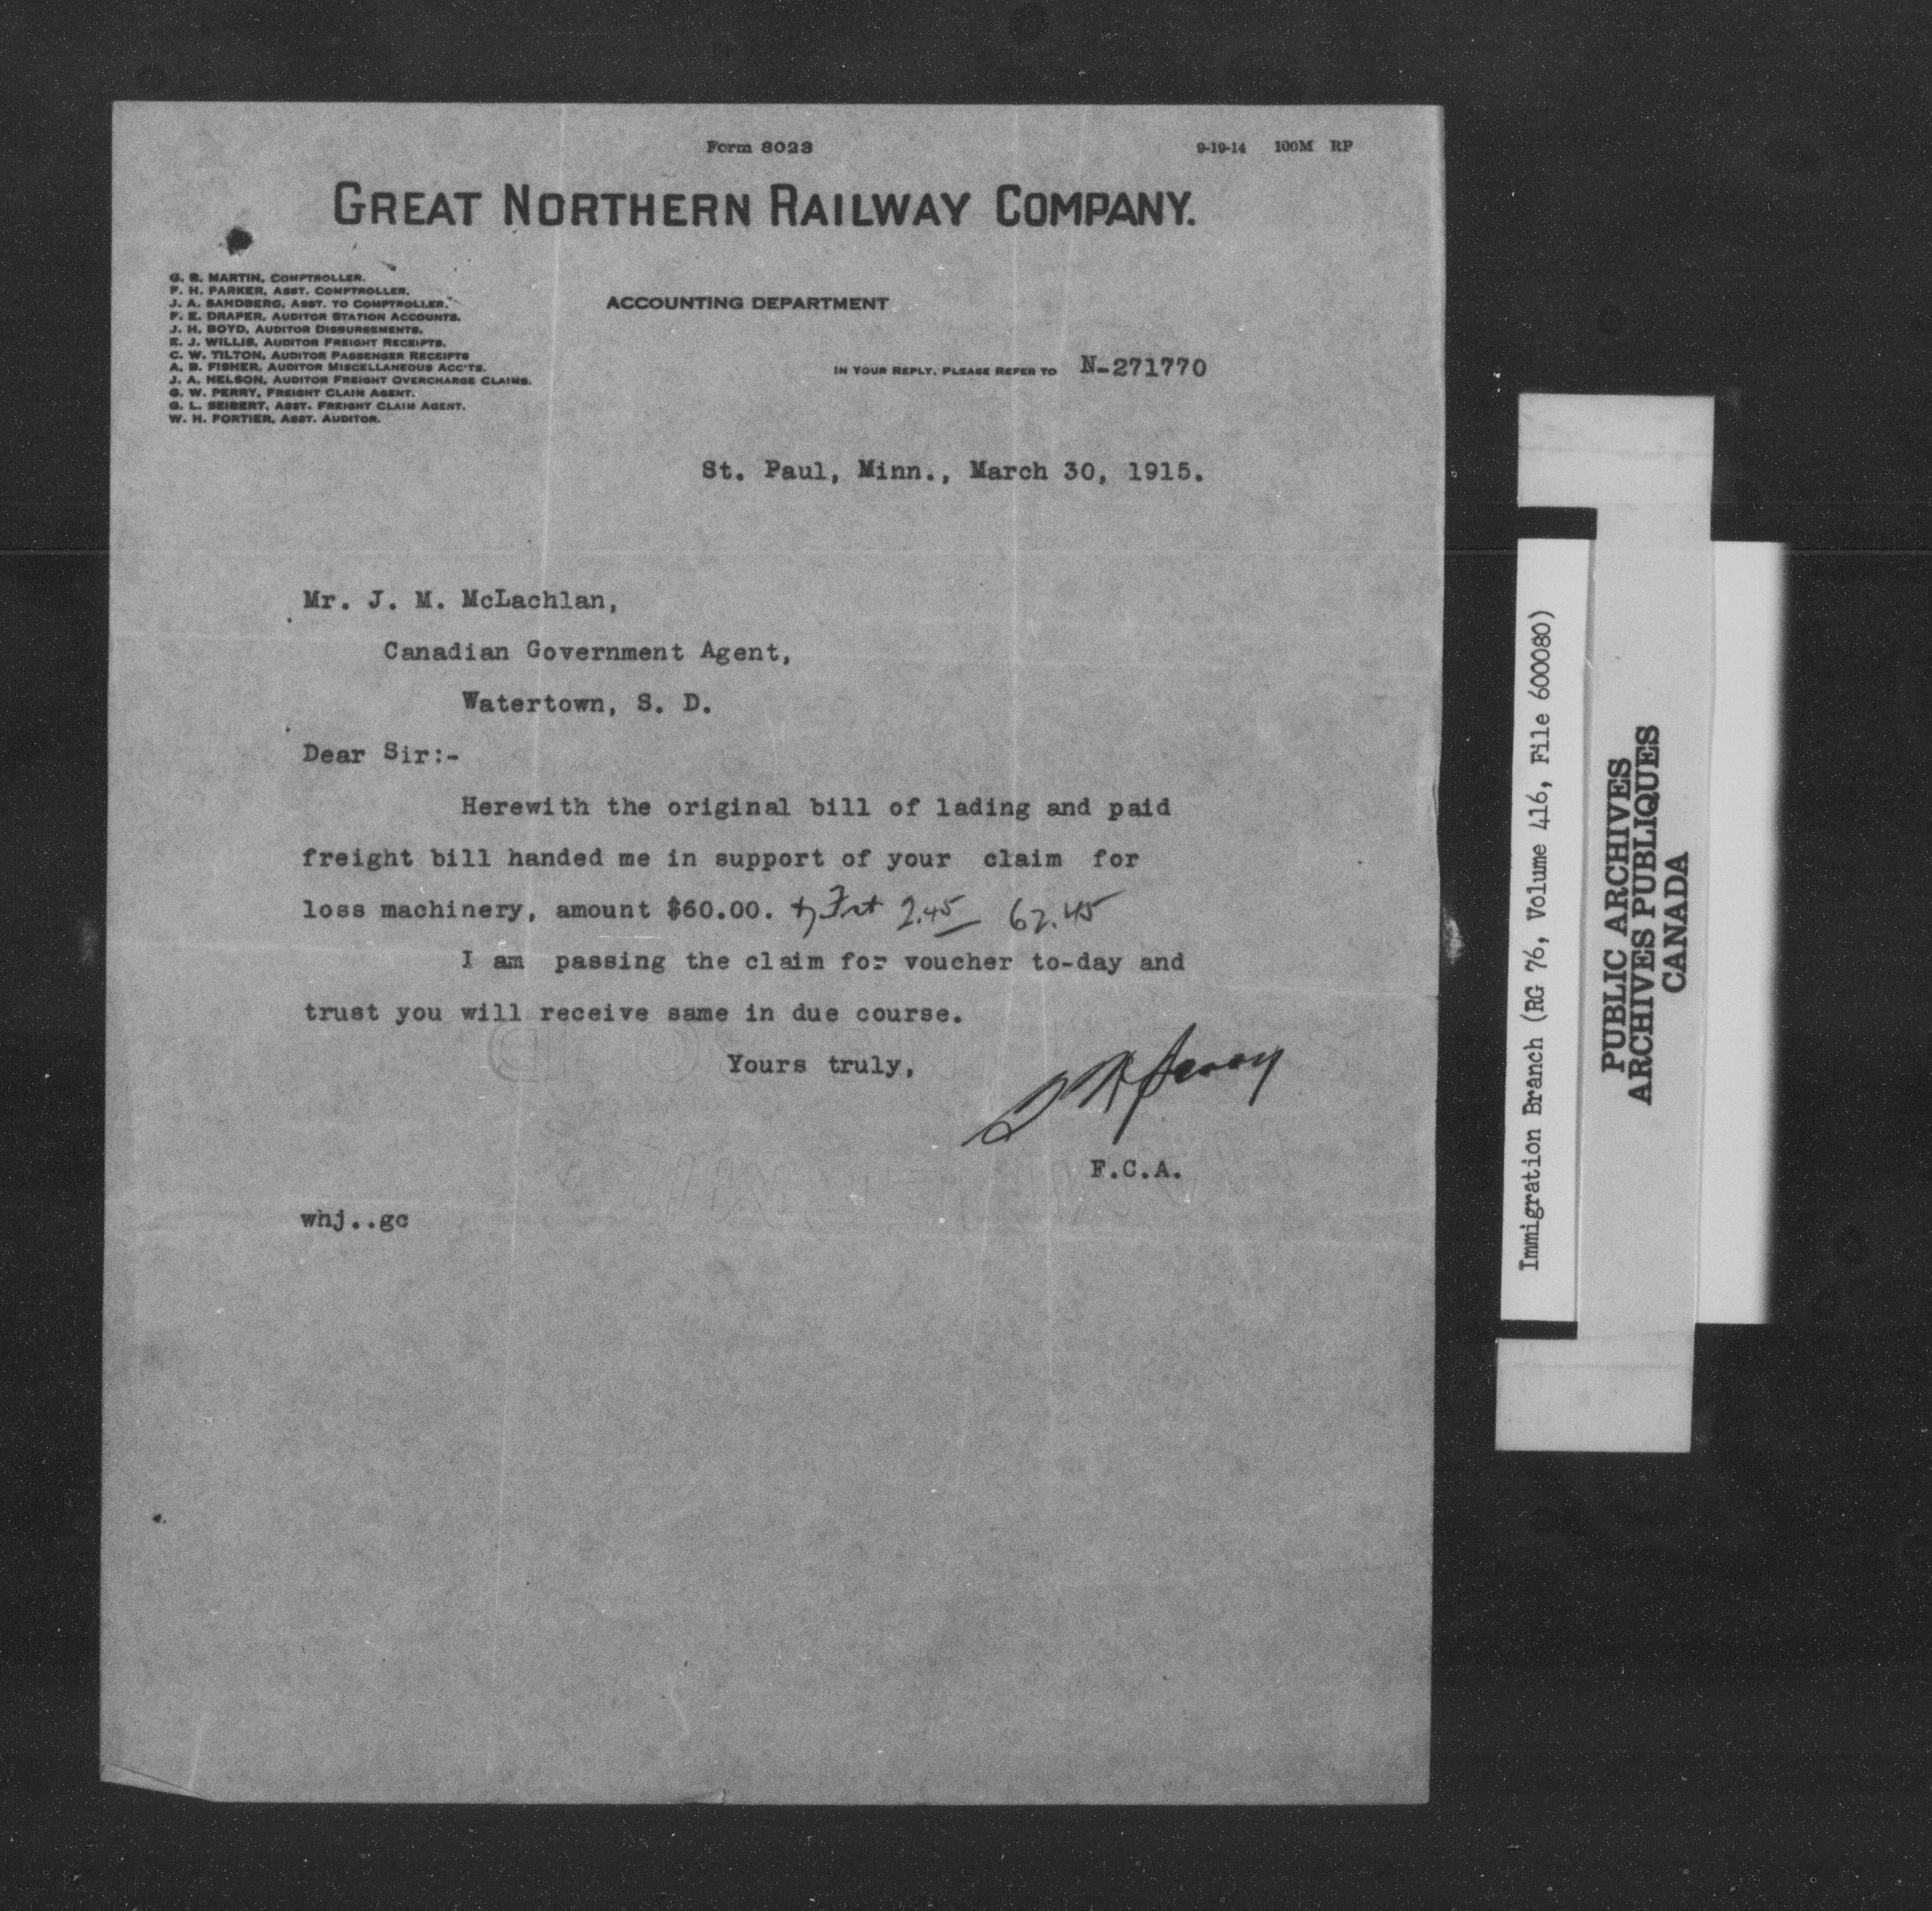 Form 8023
9-19-14 100M RP
GREAT NORTHERN RAILWAY COMPANY.
G. R. MARTIN, COMPTROLLER.
F. H. PARKER, ASST. COMPTROLLER.
J. A. SANDBERG, ASST. TO COMPTROLLER.
F. E. DRAPER, AUDITOR STATION ACCOUNTS.
J. H. BOYD, AUDITOR DISBURSEMENTS.
E. J. WILLIS, AUDITOR FREIGHT RECEIPTS.
C. W. TILTON, AUDITOR PASSENGER RECEIPTS
A. B. FISHER, AUDITOR MISCELLANEOUS ACC'TS.
J. A. NELSON, AUDITOR FREIGHT OVERCHARGE CLAIMS.
G. W. PERRY, FREIGHT CLAIM AGENT.
G. L. SEIBERT, ASST. FREIGHT CLAIM AGENT.
W. H. FORTIER, ASST. AUDITOR.
ACCOUNTING DEPARTMENT
IN YOUR REPLY, PLEASE REFER TO N-271770
St. Paul, Minn., March 30, 1915.
Mr. J. M. McLachlan,
Canadian Government Agent,
Watertown, S. D.
Dear Sir:-
Herewith the original bill of lading and paid
freight bill handed me in support of your claim for
loss machinery, amount $60.00. & Frt 2.45 62.45
I am passing the claim for voucher to-day and
trust you will receive same in due course.
Yours truly,
F.C.A.
whj..gc
Immigration Branch (RG 76, Volume 416, File 600080)
PUBLIC ARCHIVES
ARCHIVES PUBLIQUES
CANADA